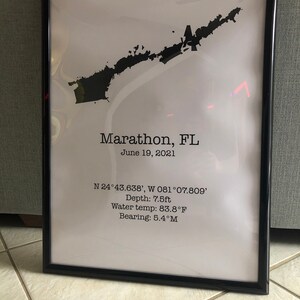 Marathon, FL
June 19, 2021
N 24°43.638', W 081°07.809'
Depth: 7.5ft
Water temp: 83.8°F
Bearing: 5.4°M